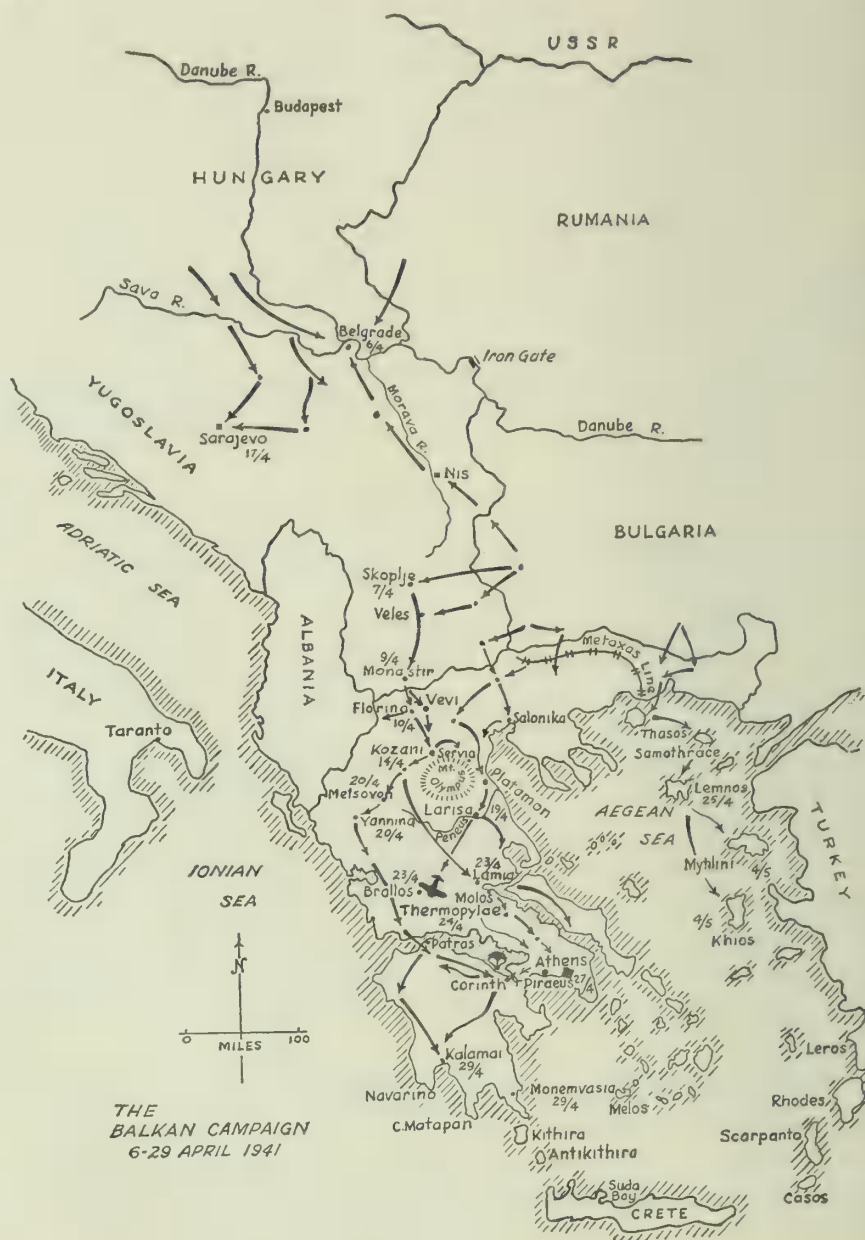 U S S R
Danube R.
Budapest
HUNGARY
RUMANIA
Sava R.
Belgrade
6/4
Iron Gate
YUGOSLAVIA
Morava R.
Danube R.
Sarajevo
17/4
Nis
ADRIATIC SEA
BULGARIA
Skoplje
7/4
Veles
ALBANIA
Metaxas Line
9/4
Monastir
ITALY
Florina
10/4
Vevi
Salonika
Taranto
Thasos
Samothrace
Kozani
14/4
Servia
Mt.
Olympus
Platamon
20/4
Metsovon
Larisa
19/4
Lemnos
25/4
AEGEAN
SEA
TURKEY
Yannina
20/4
Peneus
Mytilini
4/5
IONIAN
SEA
23/4
Brallos
23/4
Lamia
Molos
Thermopylae
24/4
4/5
Khios
Patras
Athens
N
Corinth
Piraeus
27/4
0
100
MILES
Kalamai
29/4
Leros
Navarino
Monemvasia
29/4
Melos
Rhodes
C. Matapan
THE
BALKAN CAMPAIGN
6-29 APRIL 1941
Kithira
Antikithira
Scarpanto
Suda
Bay
Casos
CRETE